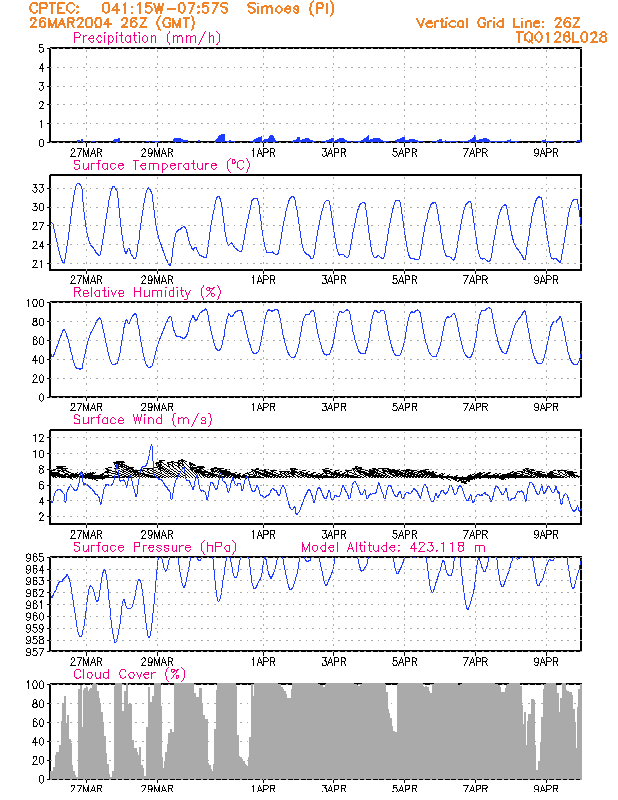 CPTEC:  041:15W-07:57S  Simoes (PI)
26MAR2004 26Z (GMT)  Vertical Grid Line: 26Z
Precipitation (mm/h)  TQ0126L028
5
4
3
2
1
0
27MAR 29MAR 1APR 3APR 5APR 7APR 9APR
Surface Temperature (°C)
33
30
27
24
21
27MAR 29MAR 1APR 3APR 5APR 7APR 9APR
Relative Humidity (%)
100
80
60
40
20
0
27MAR 29MAR 1APR 3APR 5APR 7APR 9APR
Surface Wind (m/s)
12
10
8
6
4
2
27MAR 29MAR 1APR 3APR 5APR 7APR 9APR
Surface Pressure (hPa)  Model Altitude: 423.118 m
965
964
963
962
961
960
959
958
957
27MAR 29MAR 1APR 3APR 5APR 7APR 9APR
Cloud Cover (%)
100
80
60
40
20
0
27MAR 29MAR 1APR 3APR 5APR 7APR 9APR